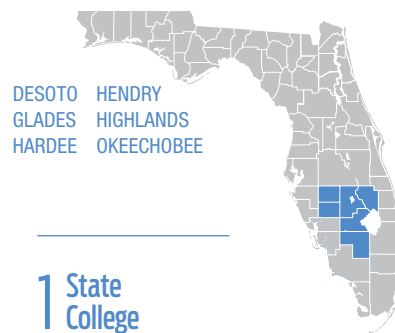 DESOTO HENDRY
GLADES HIGHLANDS
HARDEE OKEECHOBEE
1 State
College